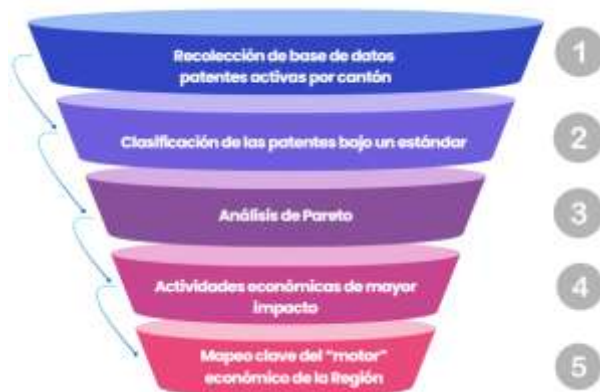 Recolección de base de datos
patentes activas por cantón
1
Clasificación de las patentes bajo un estándar
2
Análisis de Pareto
3
Actividades económicas de mayor
impacto
4
Mapeo clave del "motor"
económico de la Región
5